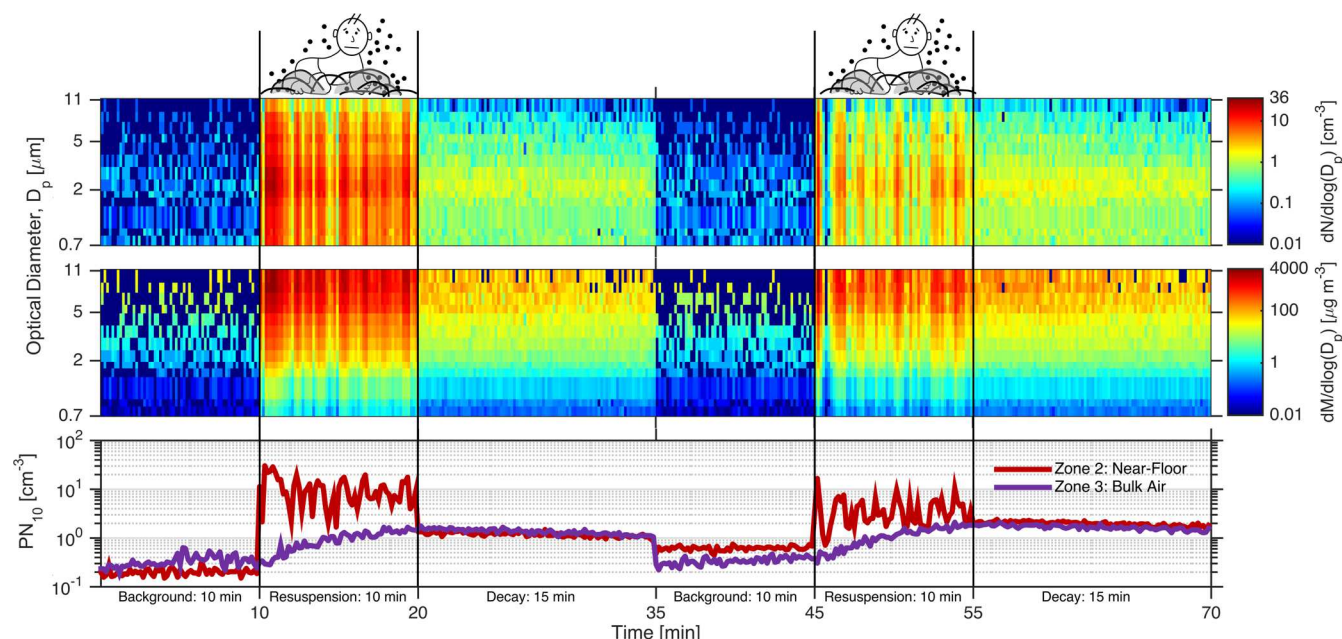 11
5
2
0.7
36
10
1
0.1
0.01
dN/dlog(Dp) [cm-3]
Optical Diameter, Dp [μm]
11
5
2
0.7
4000
100
1
0.01
dM/dlog(Dp) [μg m-3]
PN10 [cm-3]
10²
10¹
10⁰
10-1
Zone 2: Near-Floor
Zone 3: Bulk Air
Background: 10 min
Resuspension: 10 min
Decay: 15 min
Background: 10 min
Resuspension: 10 min
Decay: 15 min
10
20
35
45
55
70
Time [min]